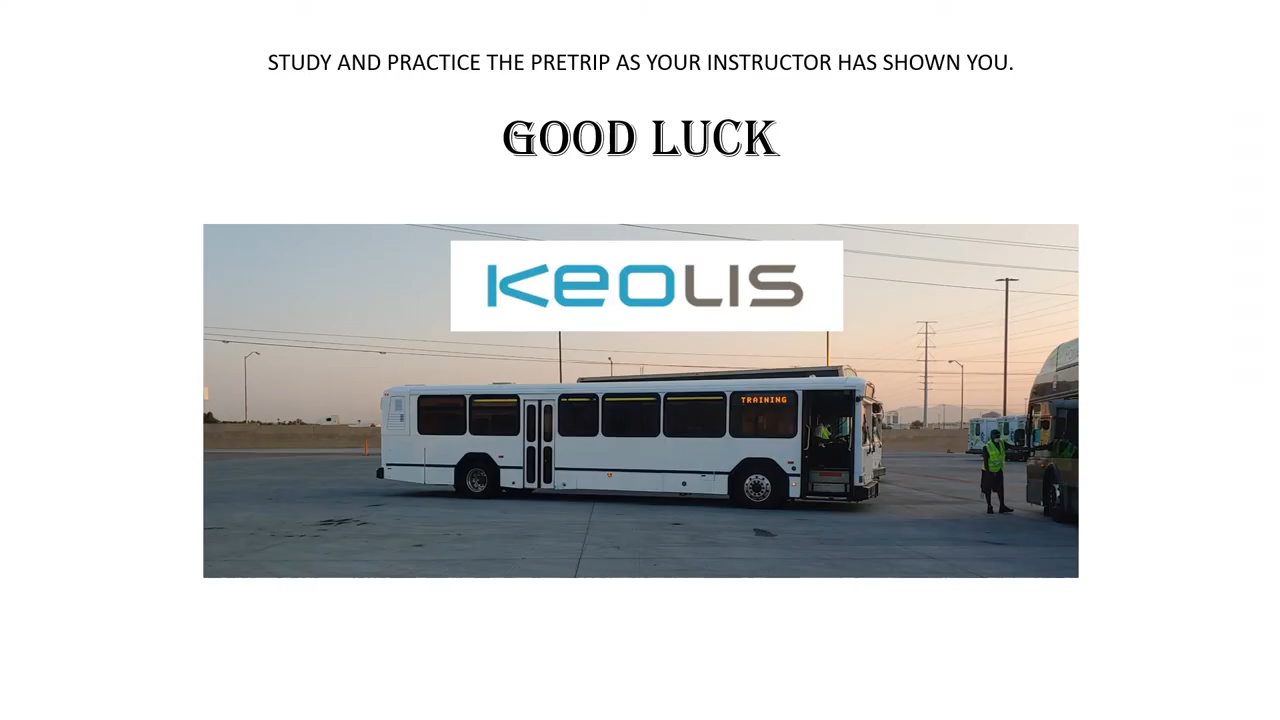 STUDY AND PRACTICE THE PRETRIP AS YOUR INSTRUCTOR HAS SHOWN YOU.
GOOD LUCK
KEOLIS
TRAINING